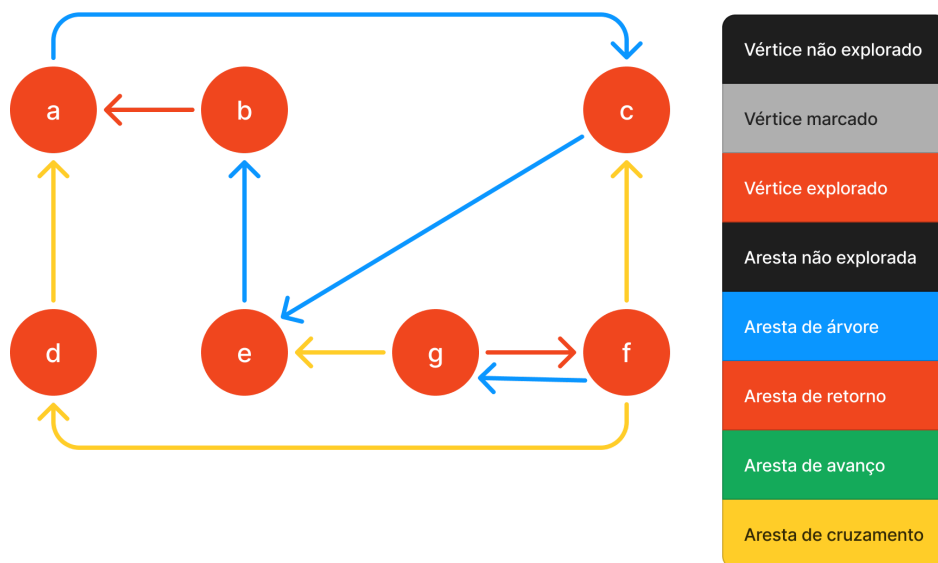 a
b
c
d
e
g
f
Vértice não explorado
Vértice marcado
Vértice explorado
Aresta não explorada
Aresta de árvore
Aresta de retorno
Aresta de avanço
Aresta de cruzamento